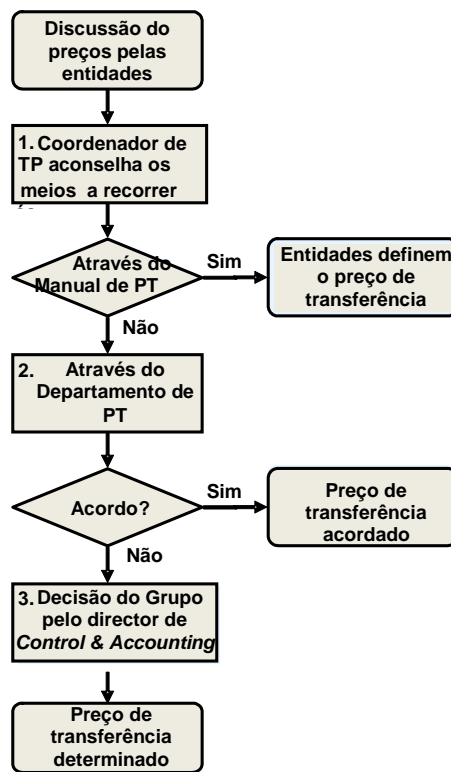 Discussão do
preços pelas
entidades
1. Coordenador de
TP aconselha os
meios a recorrer
Através do
Manual de PT
Sim
Entidades definem
o preço de
transferência
Não
2. Através do
Departamento de
PT
Acordo?
Sim
Preço de
transferência
acordado
Não
3. Decisão do Grupo
pelo director de
Control & Accounting
Preço de
transferência
determinado